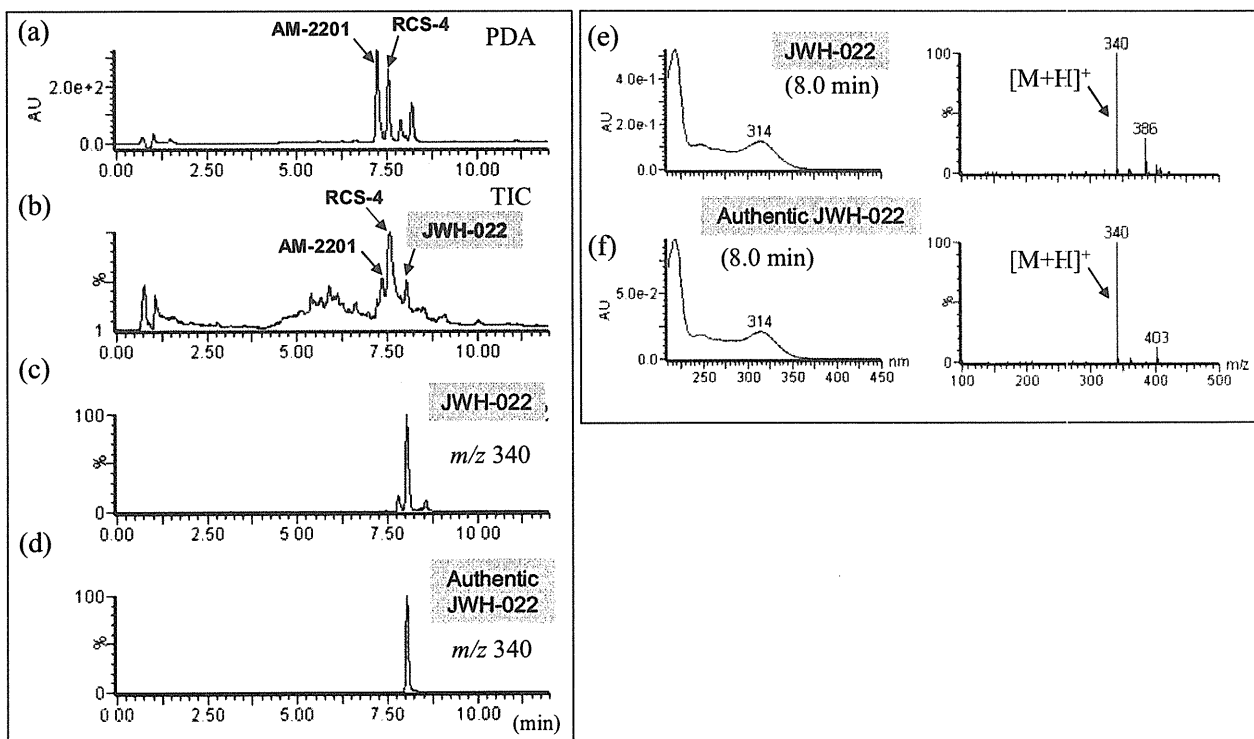 (a)
AM-2201
RCS-4
PDA
AU
2.0e+2
0.0
0.00 2.50 5.00 7.50 10.00
(b)
RCS-4
TIC
AM-2201
JWH-022
%
1
0.00 2.50 5.00 7.50 10.00
(c)
JWH-022
100
m/z 340
%
0
0.00 2.50 5.00 7.50 10.00
(d)
Authentic
JWH-022
100
m/z 340
%
0
0.00 2.50 5.00 7.50 10.00 (min)
(e)
JWH-022
(8.0 min)
AU
4.0e-1
2.0e-1
0.0
314
100
%
0
340
[M+H]+
386
(f)
Authentic JWH-022
(8.0 min)
AU
5.0e-2
0.0
314
250 300 350 400 450 nm
100
%
0
340
[M+H]+
403
100 200 300 400 500 m/z